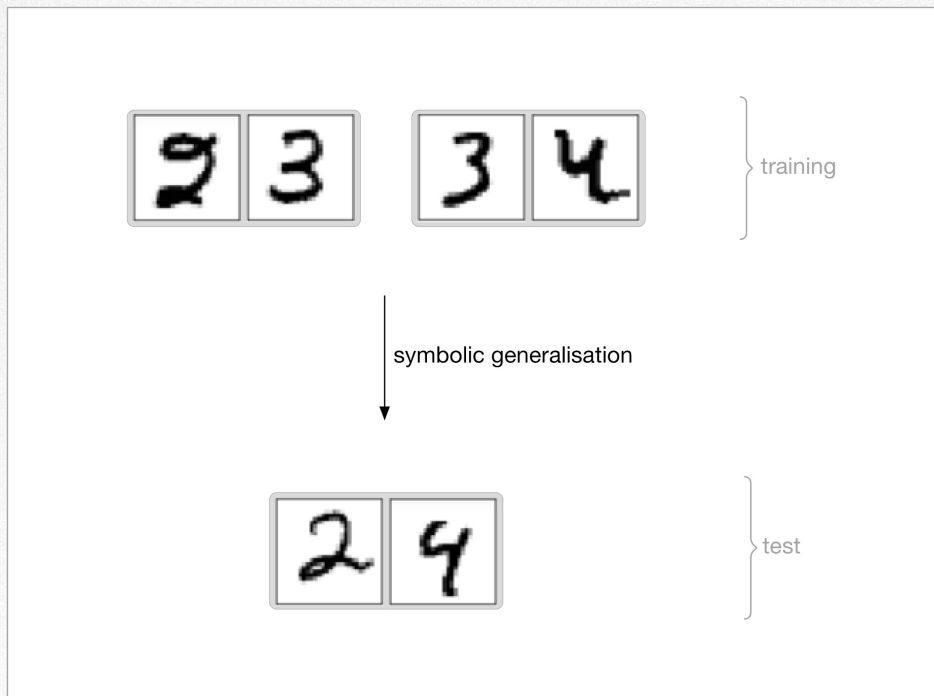 2 3 3 4
training
symbolic generalisation
2 4
test